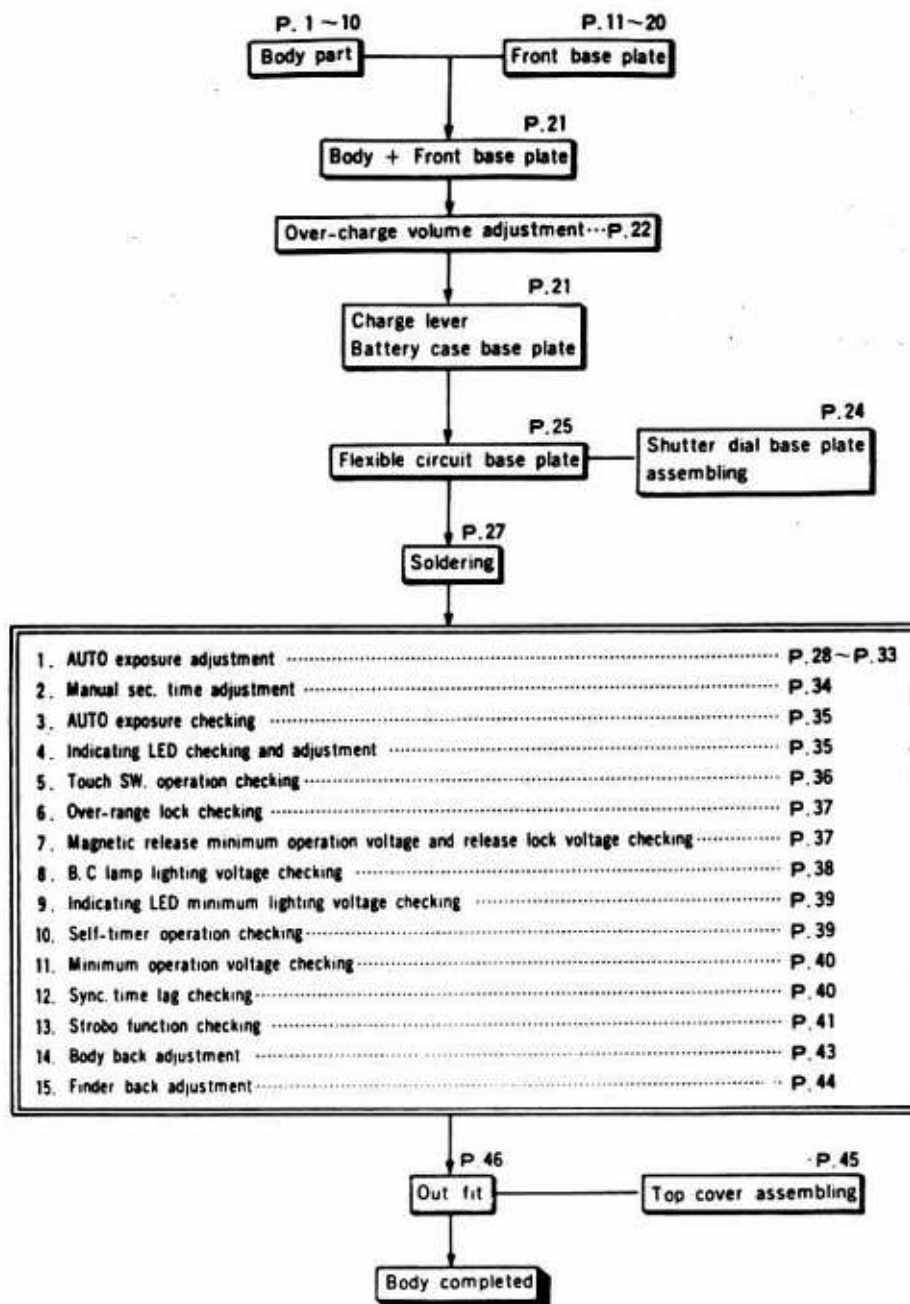 P. 1～10
P.11～20
Body part
Front base plate
P.21
Body + Front base plate
Over-charge volume adjustment…P.22
P.21
Charge lever
Battery case base plate
P.25
P.24
Flexible circuit base plate
Shutter dial base plate
assembling
P.27
Soldering
1. AUTO exposure adjustment P.28～P.33
2. Manual sec. time adjustment P.34
3. AUTO exposure checking P.35
4. Indicating LED checking and adjustment P.35
5. Touch SW. operation checking P.36
6. Over-range lock checking P.37
7. Magnetic release minimum operation voltage and release lock voltage checking P.37
8. B.C lamp lighting voltage checking P.38
9. Indicating LED minimum lighting voltage checking P.39
10. Self-timer operation checking P.39
11. Minimum operation voltage checking P.40
12. Sync. time lag checking P.40
13. Strobo function checking P.41
14. Body back adjustment P.43
15. Finder back adjustment P.44
P.46
P.45
Out fit
Top cover assembling
Body completed